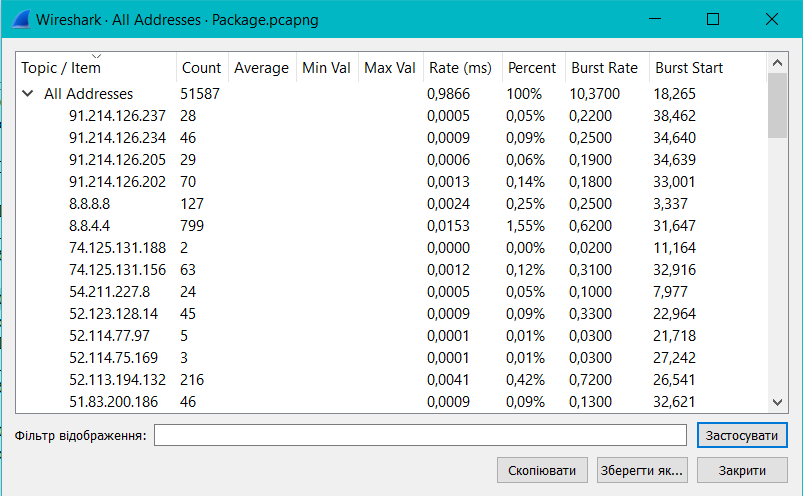 Wireshark · All Addresses · Package.pcapng
Topic / Item Count Average Min Val Max Val Rate (ms) Percent Burst Rate Burst Start
All Addresses 51587 0,9866 100% 10,3700 18,265
91.214.126.237 28 0,0005 0,05% 0,2200 38,462
91.214.126.234 46 0,0009 0,09% 0,2500 34,640
91.214.126.205 29 0,0006 0,06% 0,1900 34,639
91.214.126.202 70 0,0013 0,14% 0,1800 33,001
8.8.8.8 127 0,0024 0,25% 0,2500 3,337
8.8.4.4 799 0,0153 1,55% 0,6200 31,647
74.125.131.188 2 0,0000 0,00% 0,0200 11,164
74.125.131.156 63 0,0012 0,12% 0,3100 32,916
54.211.227.8 24 0,0005 0,05% 0,1000 7,977
52.123.128.14 45 0,0009 0,09% 0,3300 22,964
52.114.77.97 5 0,0001 0,01% 0,0300 21,718
52.114.75.169 3 0,0001 0,01% 0,0300 27,242
52.113.194.132 216 0,0041 0,42% 0,7200 26,541
51.83.200.186 46 0,0009 0,09% 0,1300 32,621
Фільтр відображення: Застосувати
Скопіювати Зберегти як... Закрити